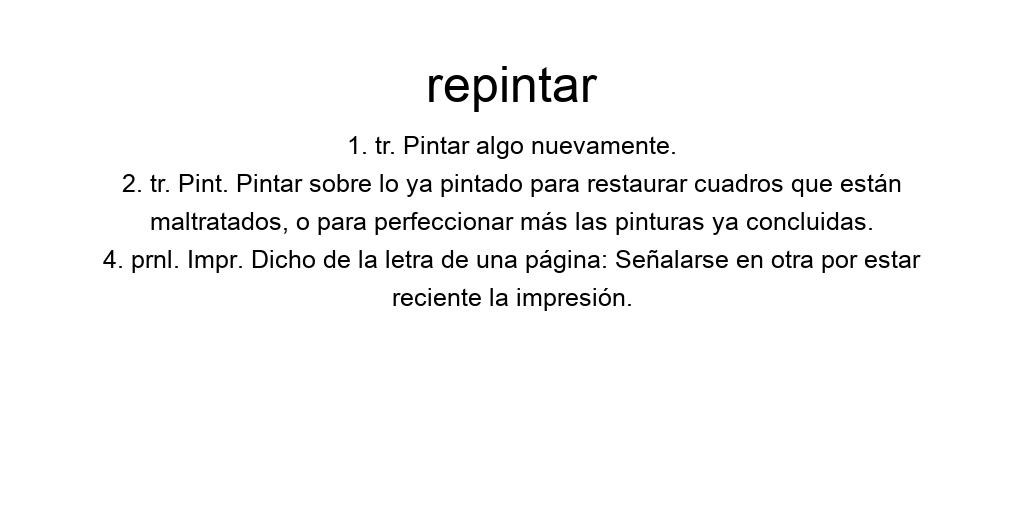 repintar
1. tr. Pintar algo nuevamente.
2. tr. Pint. Pintar sobre lo ya pintado para restaurar cuadros que están
maltratados, o para perfeccionar más las pinturas ya concluidas.
4. prnl. Impr. Dicho de la letra de una página: Señalarse en otra por estar
reciente la impresión.